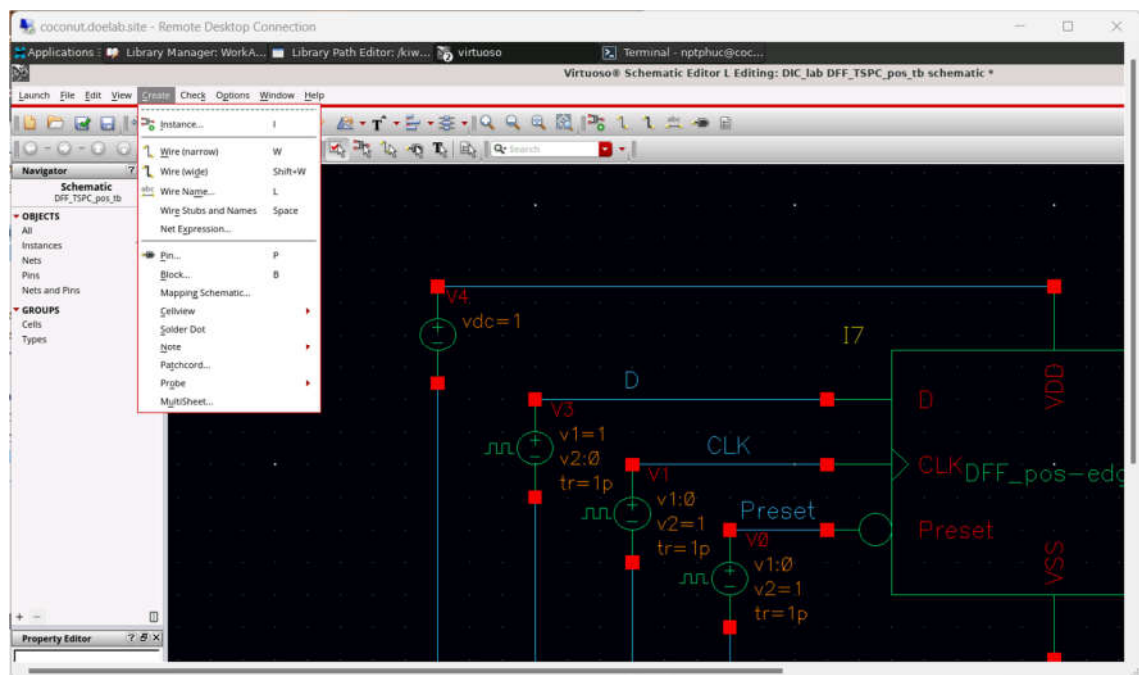 coconut.doelab.site - Remote Desktop Connection
Applications Library Manager: WorkA... Library Path Editor: /kiw... virtuoso Terminal - nptphuc@coc...
Virtuoso® Schematic Editor L Editing: DIC_lab DFF_TSPC_pos_tb schematic *
Launch File Edit View Create Check Options Window Help
Instance... I
Wire (narrow) W
Wire (wide) Shift+W
abc Wire Name... L
Wire Stubs and Names Space
Net Expression...
Pin... P
Block... B
Mapping Schematic...
Cellview
Solder Dot
Note
Patchcord...
Probe
MultiSheet...
Search
Navigator
Schematic
DFF_TSPC_pos_tb
OBJECTS
All
Instances
Nets
Pins
Nets and Pins
GROUPS
Cells
Types
Property Editor
V4
vdc=1
I7
D
V3
v1=1
v2:0
tr=1p
CLK
V1
v1:0
v2=1
tr=1p
Preset
V0
v1:0
v2=1
tr=1p
VDD
D
CLK
DFF_pos-edg
Preset
VSS